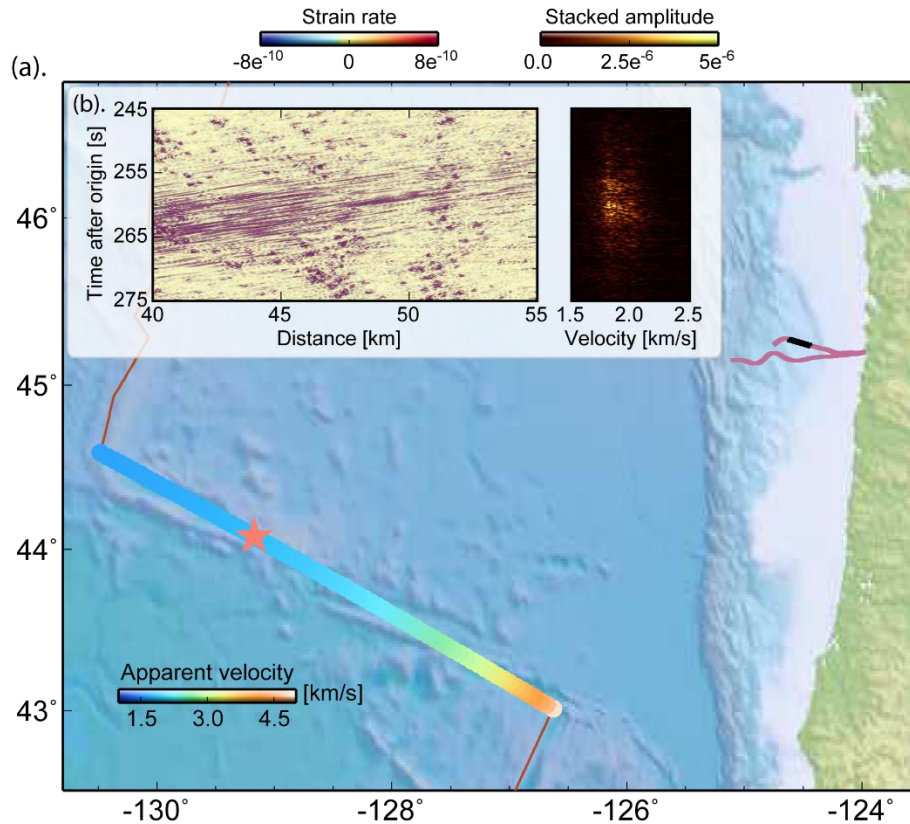 Strain rate
Stacked amplitude
-8e-10 0 8e-10
0.0 2.5e-6 5e-6
(a).
(b).
245
255
265
275
Time after origin [s]
40 45 50 55
Distance [km]
1.5 2.0 2.5
Velocity [km/s]
46°
45°
44°
43°
Apparent velocity
[km/s]
1.5 3.0 4.5
-130° -128° -126° -124°